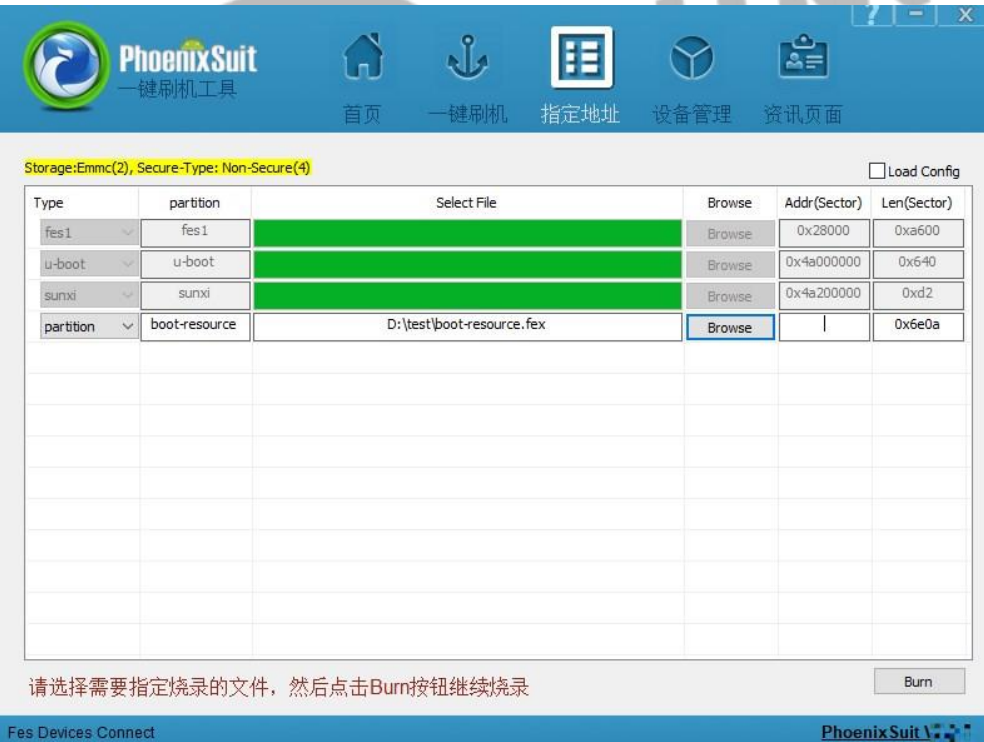 ? — X
PhoenixSuit
一键刷机工具
首页 一键刷机 指定地址 设备管理 资讯页面
Storage:Emmc(2), Secure-Type: Non-Secure(4)
Load Config
Type partition Select File Browse Addr(Sector) Len(Sector)
fes1 fes1 Browse 0x28000 0xa600
u-boot u-boot Browse 0x4a000000 0x640
sunxi sunxi Browse 0x4a200000 0xd2
partition boot-resource D:\test\boot-resource.fex Browse 0x6e0a
请选择需要指定烧录的文件，然后点击Burn按钮继续烧录
Burn
Fes Devices Connect
PhoenixSuit